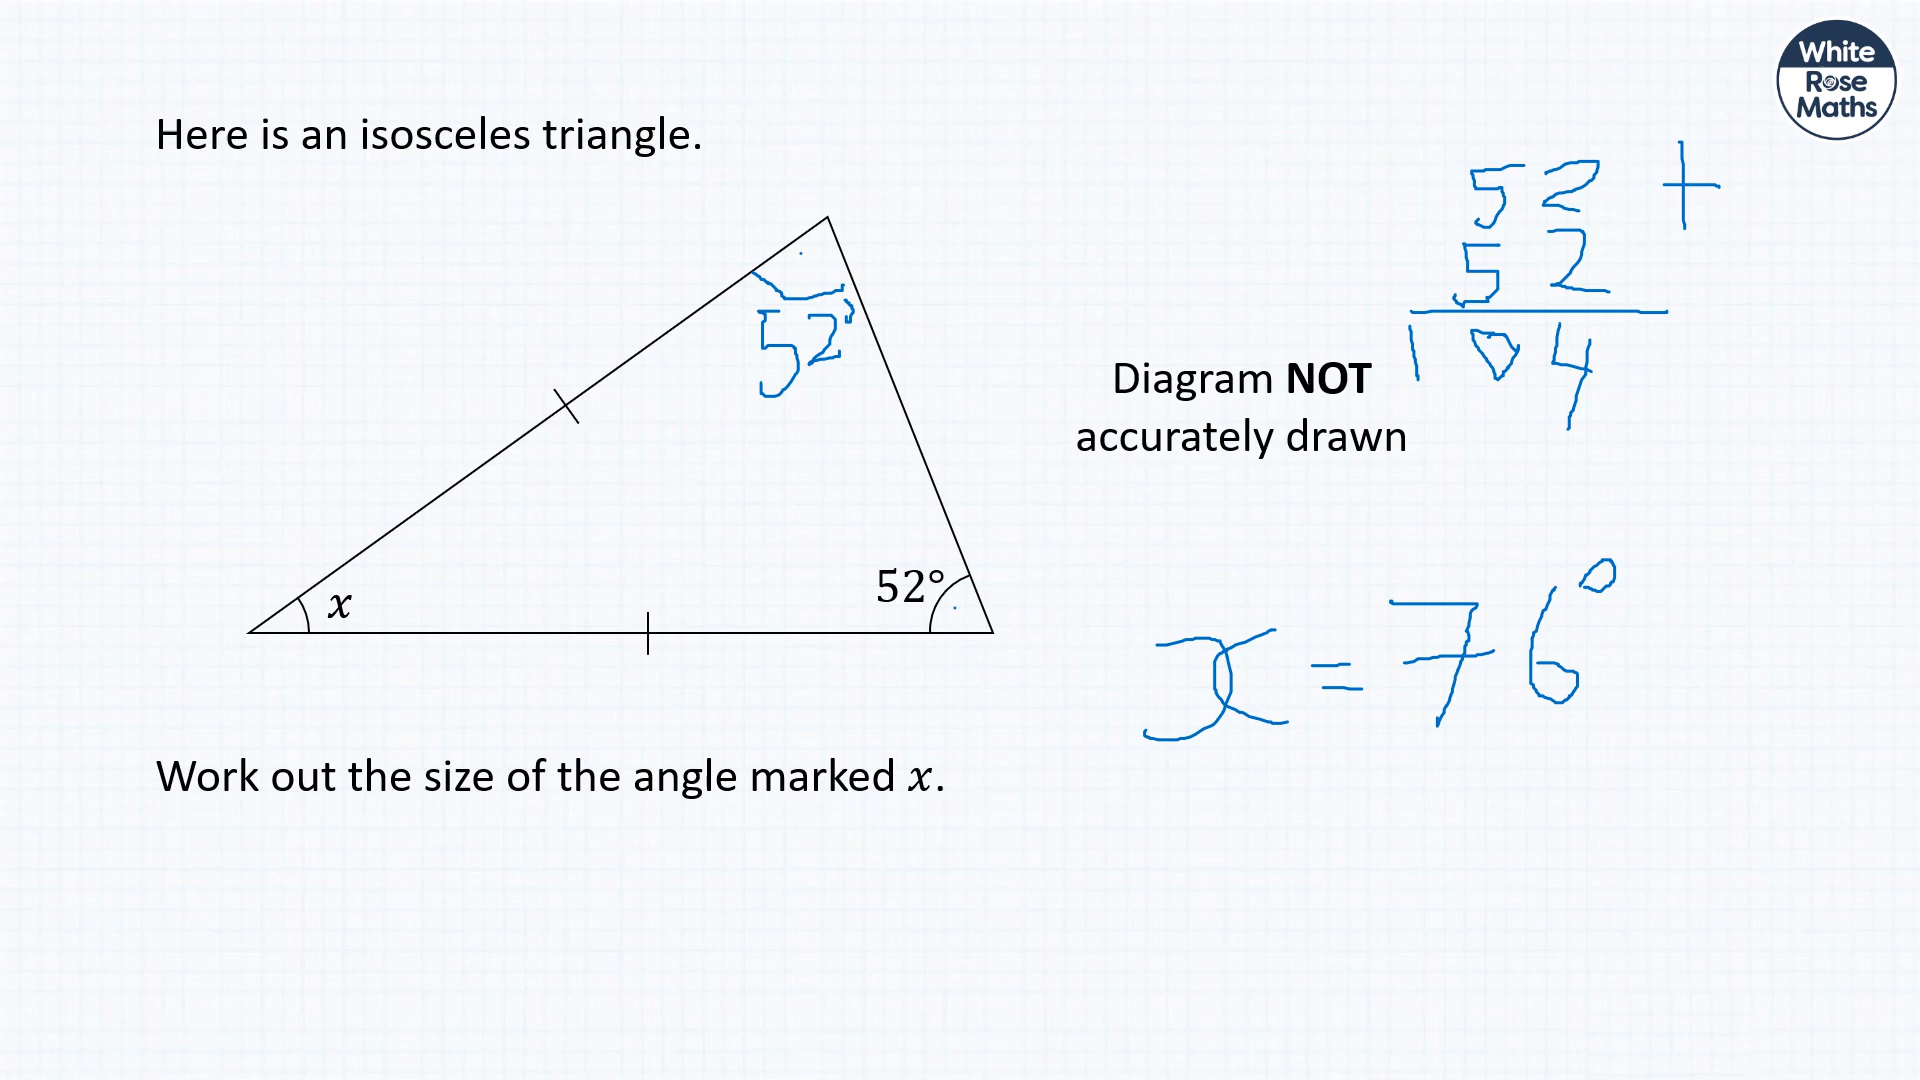 White
Rose
Maths
Here is an isosceles triangle.
52 +
52
104
52°
Diagram NOT
accurately drawn
x
52°
x = 76°
Work out the size of the angle marked x.